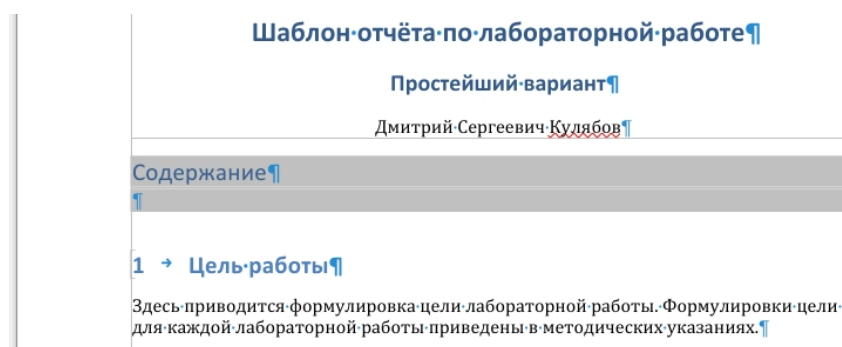 Шаблон отчёта по лабораторной работе¶
Простейший вариант¶
Дмитрий Сергеевич Кулябов¶
Содержание¶
¶
1 → Цель работы¶
Здесь приводится формулировка цели лабораторной работы. Формулировки цели
для каждой лабораторной работы приведены в методических указаниях.¶